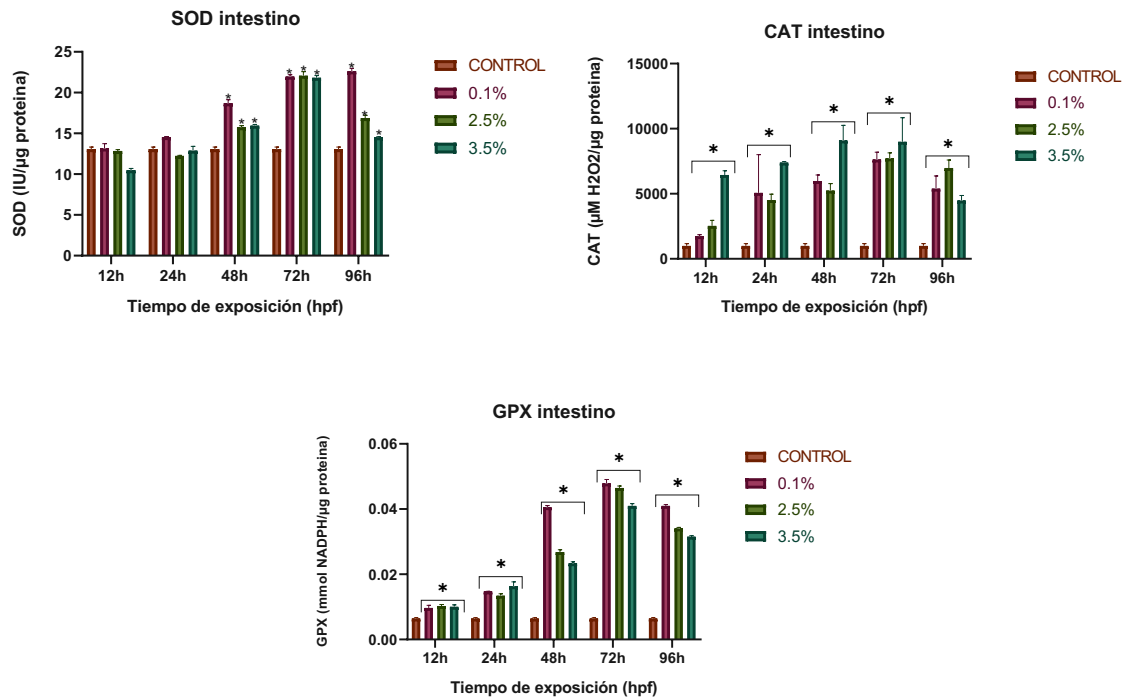 SOD intestino
SOD (IU/µg proteina)
25
20
15
10
5
0
* * * * * * * * *
12h 24h 48h 72h 96h
Tiempo de exposición (hpf)
CONTROL
0.1%
2.5%
3.5%
CAT intestino
CAT (µM H2O2/µg proteina)
15000
10000
5000
0
* * * * *
12h 24h 48h 72h 96h
Tiempo de exposición (hpf)
CONTROL
0.1%
2.5%
3.5%
GPX intestino
GPX (mmol NADPH/µg proteina)
0.06
0.04
0.02
0.00
* * * * *
12h 24h 48h 72h 96h
Tiempo de exposición (hpf)
CONTROL
0.1%
2.5%
3.5%